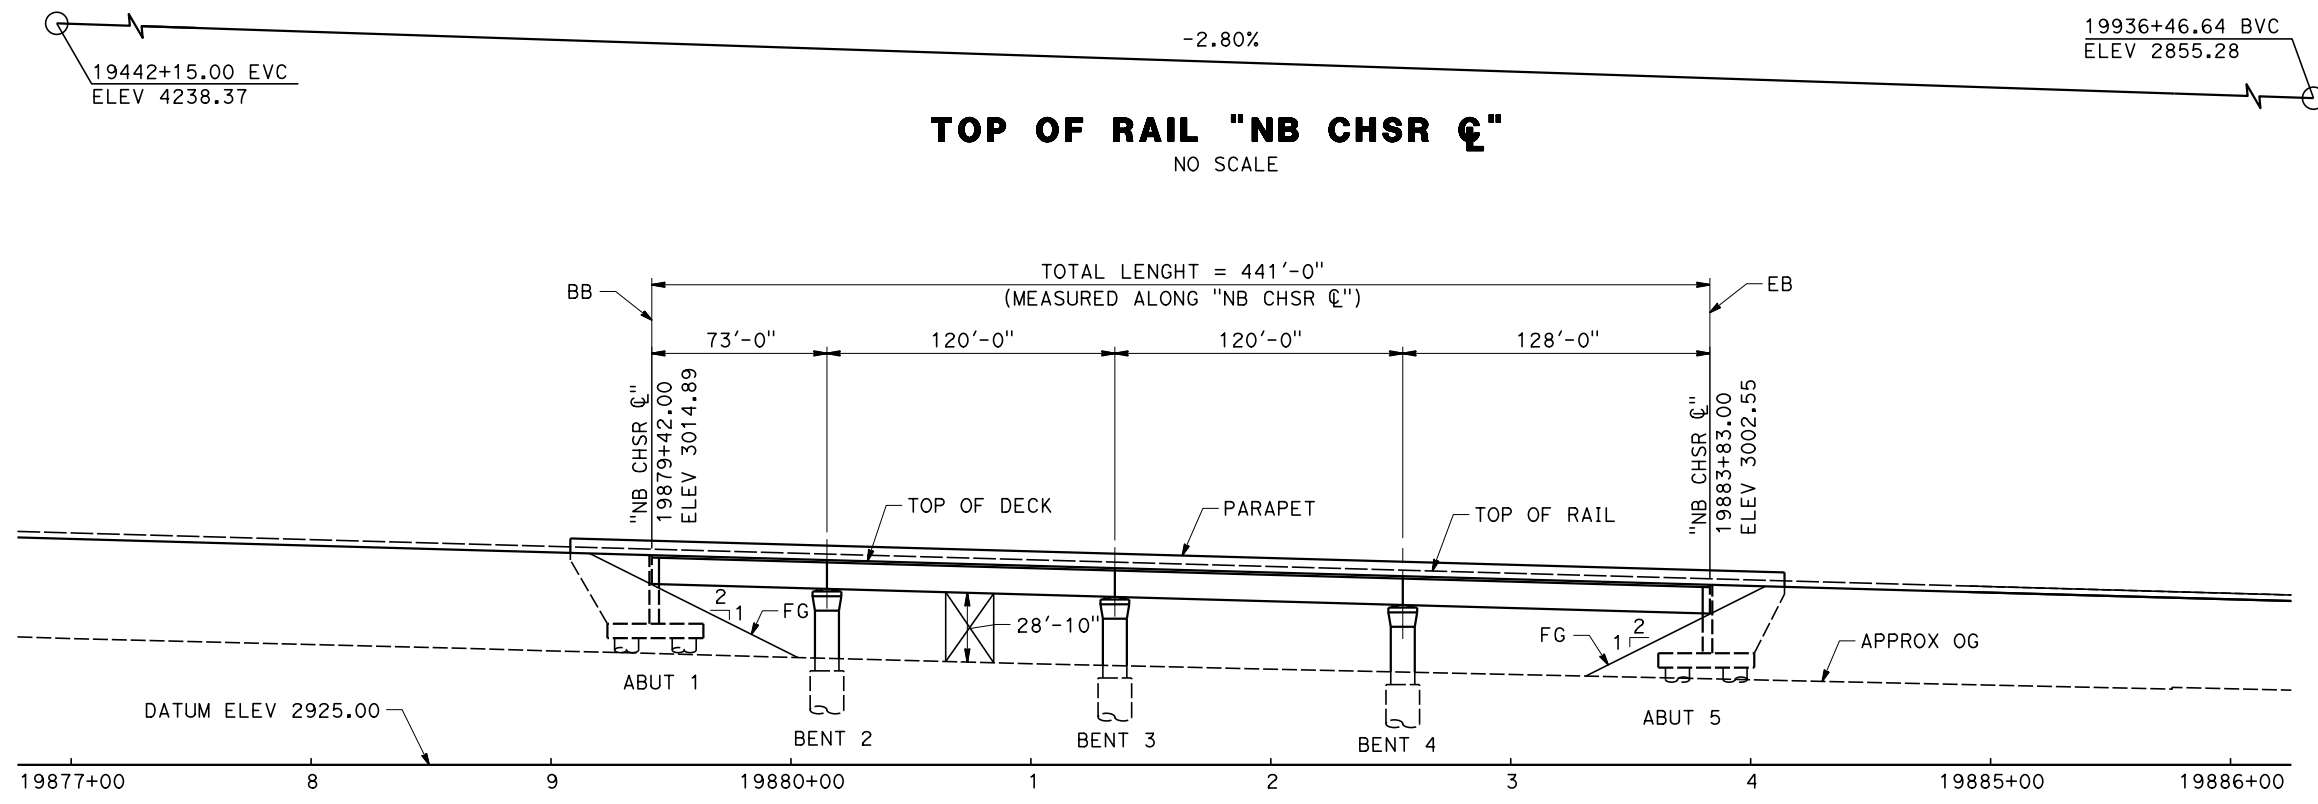 19442+15.00 EVC
ELEV 4238.37
-2.80%
19936+46.64 BVC
ELEV 2855.28
TOP OF RAIL "NB CHSR ℄"
NO SCALE
TOTAL LENGHT = 441'-0"
(MEASURED ALONG "NB CHSR ℄")
BB
EB
73'-0"
120'-0"
120'-0"
128'-0"
"NB CHSR ℄"
19879+42.00
ELEV 3014.89
"NB CHSR ℄"
19883+83.00
ELEV 3002.55
TOP OF DECK
PARAPET
TOP OF RAIL
2
1
FG
28'-10"
FG
1
2
APPROX OG
ABUT 1
BENT 2
BENT 3
BENT 4
ABUT 5
DATUM ELEV 2925.00
19877+00
8
9
19880+00
1
2
3
4
19885+00
19886+00